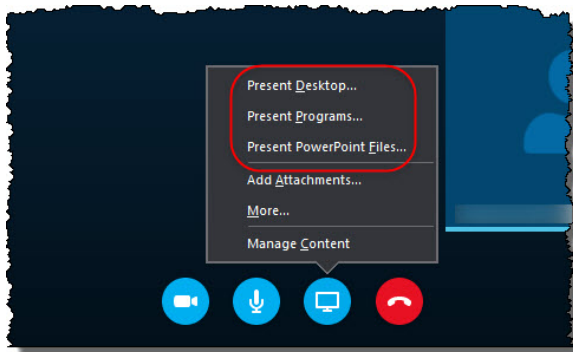 Present Desktop...
Present Programs...
Present PowerPoint Files...
Add Attachments...
More...
Manage Content